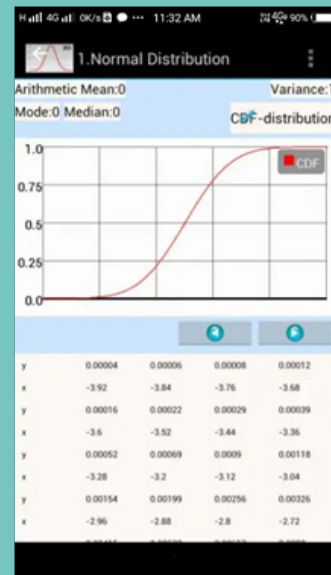 11:32 AM
90%
1.Normal Distribution
Arithmetic Mean:0 Variance:1
Mode:0 Median:0 CDF-distribution
1.0
CDF
0.75
0.5
0.25
0.0
y 0.00004 0.00006 0.00008 0.00012
x -3.92 -3.84 -3.76 -3.68
y 0.00016 0.00022 0.00029 0.00039
x -3.6 -3.52 -3.44 -3.36
y 0.00052 0.00069 0.0009 0.00118
x -3.28 -3.2 -3.12 -3.04
y 0.00154 0.00199 0.00256 0.00326
x -2.96 -2.88 -2.8 -2.72